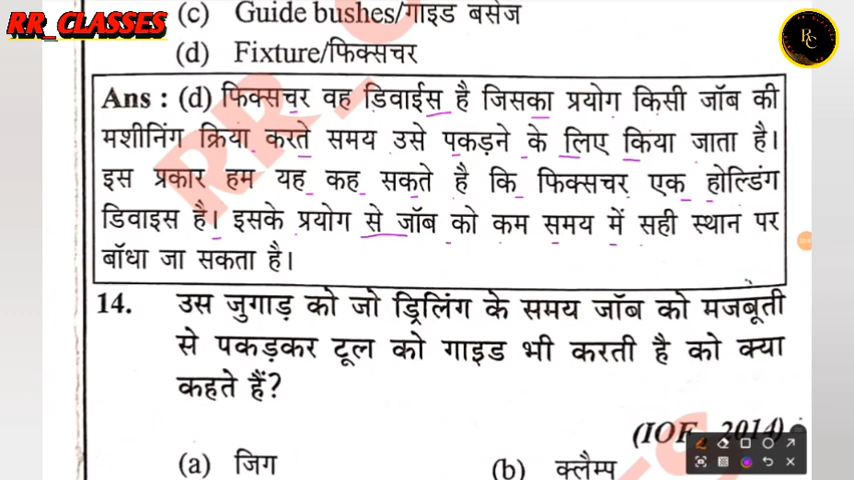 RR_CLASSES
RC
(c) Guide bushes/गाइड बसेज
(d) Fixture/फिक्सचर
Ans : (d) फिक्सचर वह डिवाईस है जिसका प्रयोग किसी जॉब की
मशीनिंग क्रिया करते समय उसे पकड़ने के लिए किया जाता है।
इस प्रकार हम यह कह सकते है कि फिक्सचर एक होल्डिंग
डिवाइस है। इसके प्रयोग से जॉब को कम समय में सही स्थान पर
बाँधा जा सकता है।
14. उस जुगाड़ को जो ड्रिलिंग के समय जॉब को मजबूती
से पकड़कर टूल को गाइड भी करती है को क्या
कहते हैं?
(IOF, 2014)
(a) जिग (b) क्लैम्प